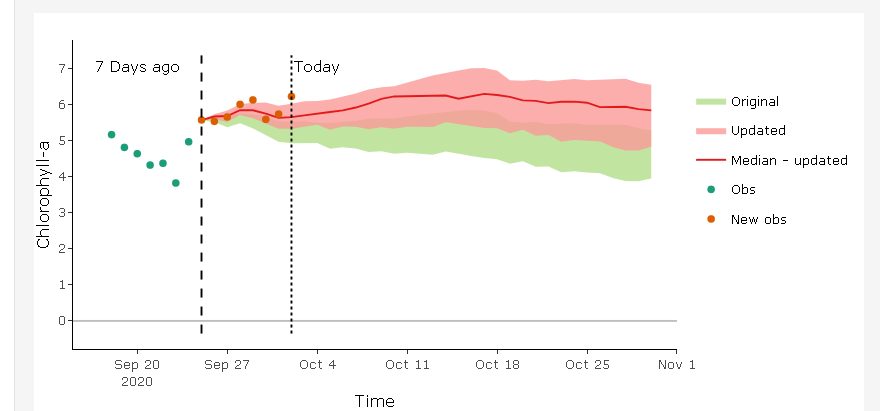 7 Days ago
Today
Chlorophyll-a
7
6
5
4
3
2
1
0
Sep 20
2020
Sep 27
Oct 4
Oct 11
Oct 18
Oct 25
Nov 1
Time
Original
Updated
Median - updated
Obs
New obs